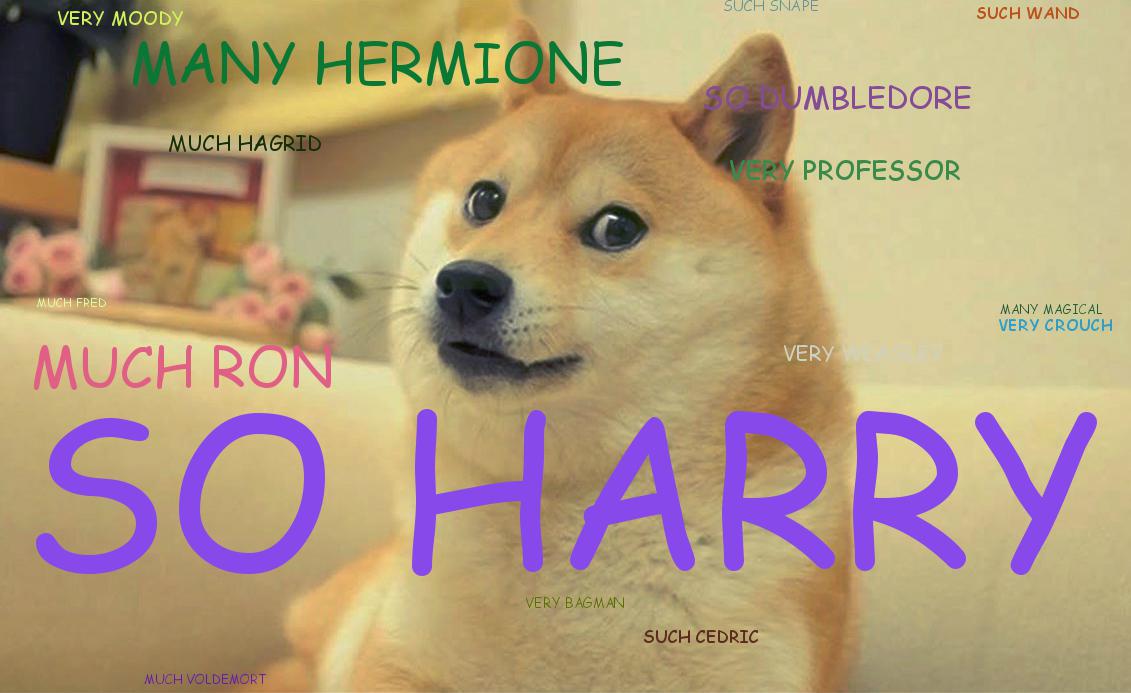 SUCH SNAPE
SUCH WAND
VERY MOODY
MANY HERMIONE
SO DUMBLEDORE
MUCH HAGRID
VERY PROFESSOR
MUCH FRED
MANY MAGICAL
VERY CROUCH
VERY WEASLEY
MUCH RON
SO HARRY
VERY BAGMAN
SUCH CEDRIC
MUCH VOLDEMORT